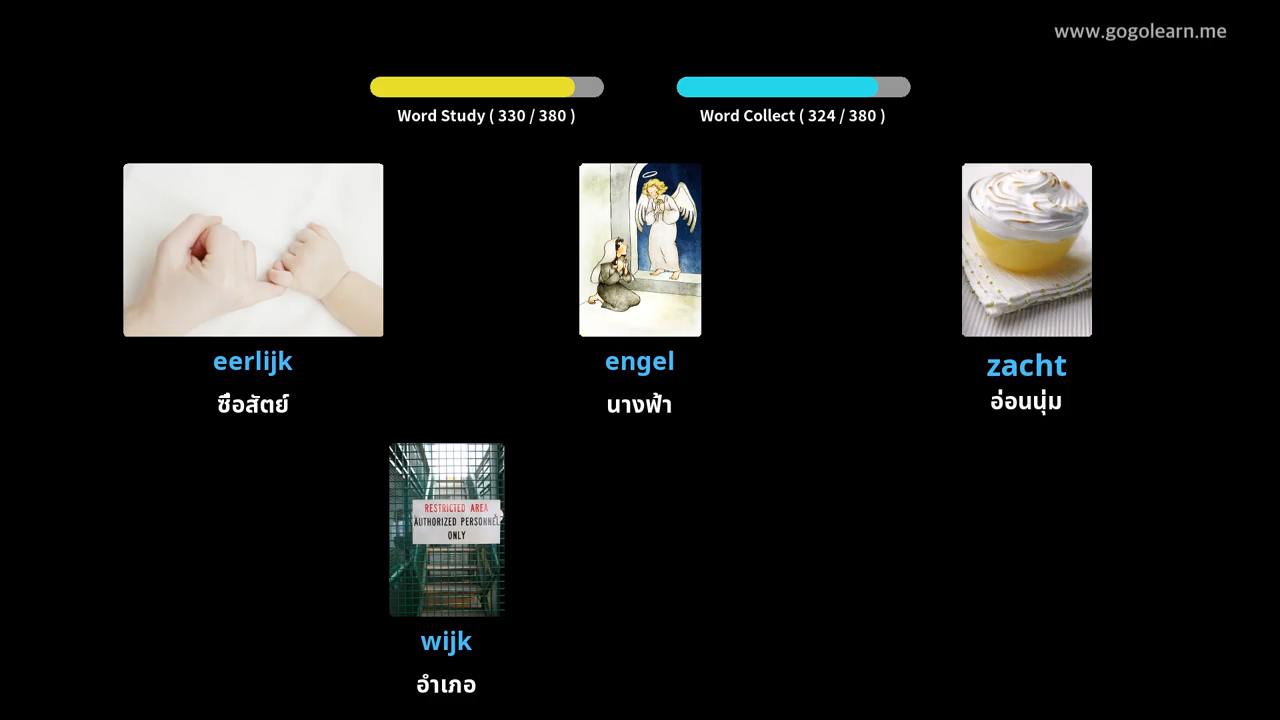 www.gogolearn.me
Word Study ( 330 / 380 )
Word Collect ( 324 / 380 )
eerlijk
ซื่อสัตย์
engel
นางฟ้า
zacht
อ่อนนุ่ม
RESTRICTED AREA
AUTHORIZED PERSONNEL
ONLY
wijk
อำเภอ